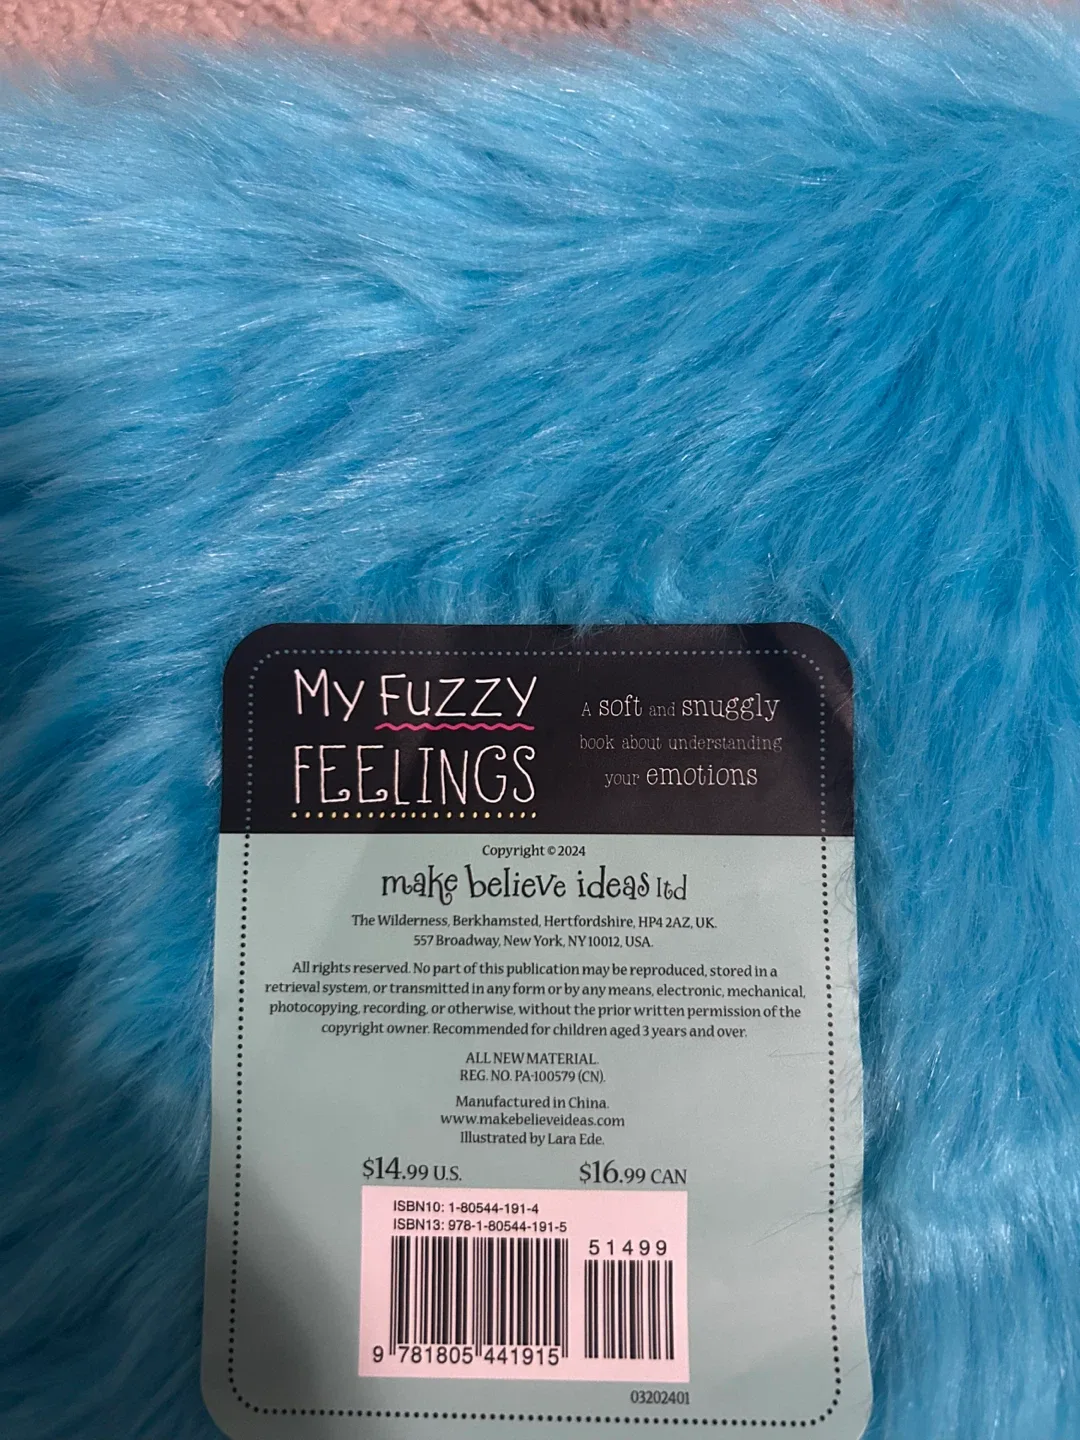 My FUZZY
FEELINGS
A soft and snuggly
book about understanding
your emotions
Copyright © 2024
make believe ideas ltd
The Wilderness, Berkhamsted, Hertfordshire, HP4 2AZ, UK.
557 Broadway, New York, NY 10012, USA.
All rights reserved. No part of this publication may be reproduced, stored in a
retrieval system, or transmitted in any form or by any means, electronic, mechanical,
photocopying, recording, or otherwise, without the prior written permission of the
copyright owner. Recommended for children aged 3 years and over.
ALL NEW MATERIAL.
REG. NO. PA-100579 (CN).
Manufactured in China.
www.makebelieveideas.com
Illustrated by Lara Ede.
$14.99 U.S. $16.99 CAN
ISBN10: 1-80544-191-4
ISBN13: 978-1-80544-191-5
51499
9 781805 441915
03202401